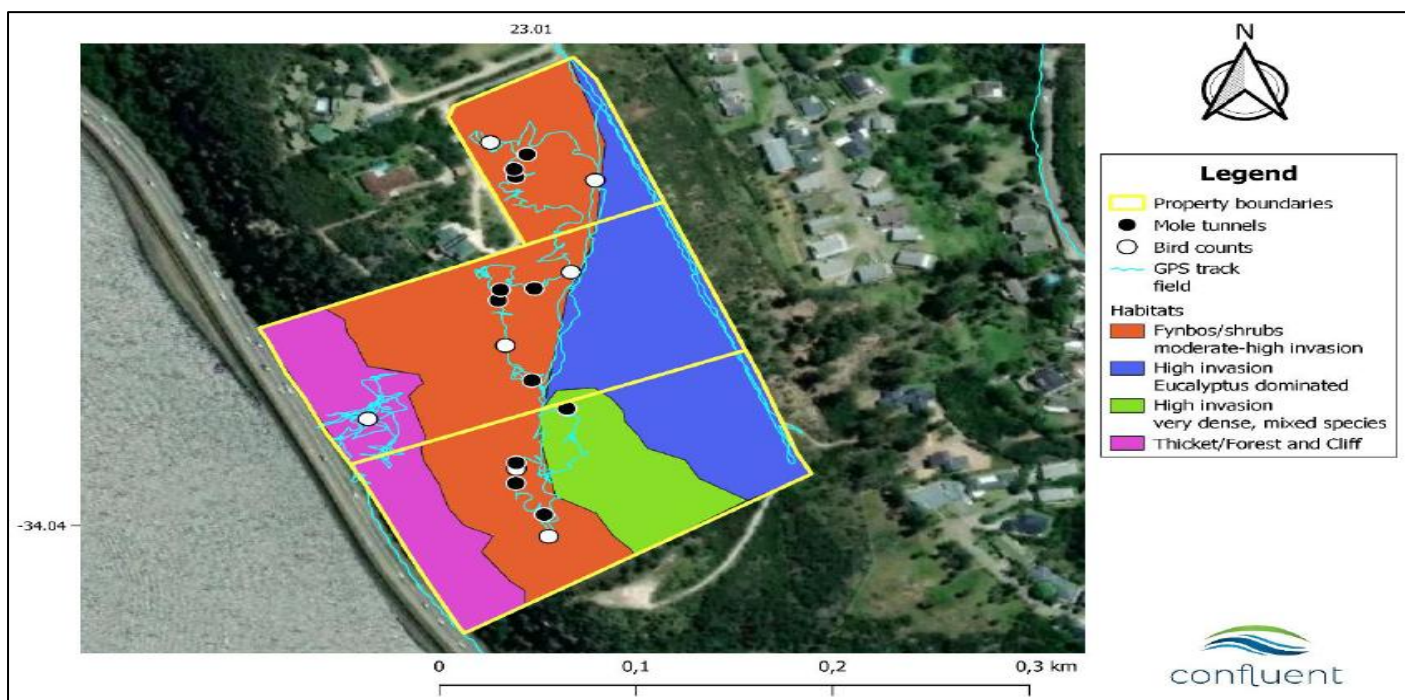 23.01
N
Legend
Property boundaries
Mole tunnels
Bird counts
GPS track
field
Habitats
Fynbos/shrubs
moderate-high invasion
High invasion
Eucalyptus dominated
High invasion
very dense, mixed species
Thicket/Forest and Cliff
-34.04
0
0,1
0,2
0,3 km
confluent